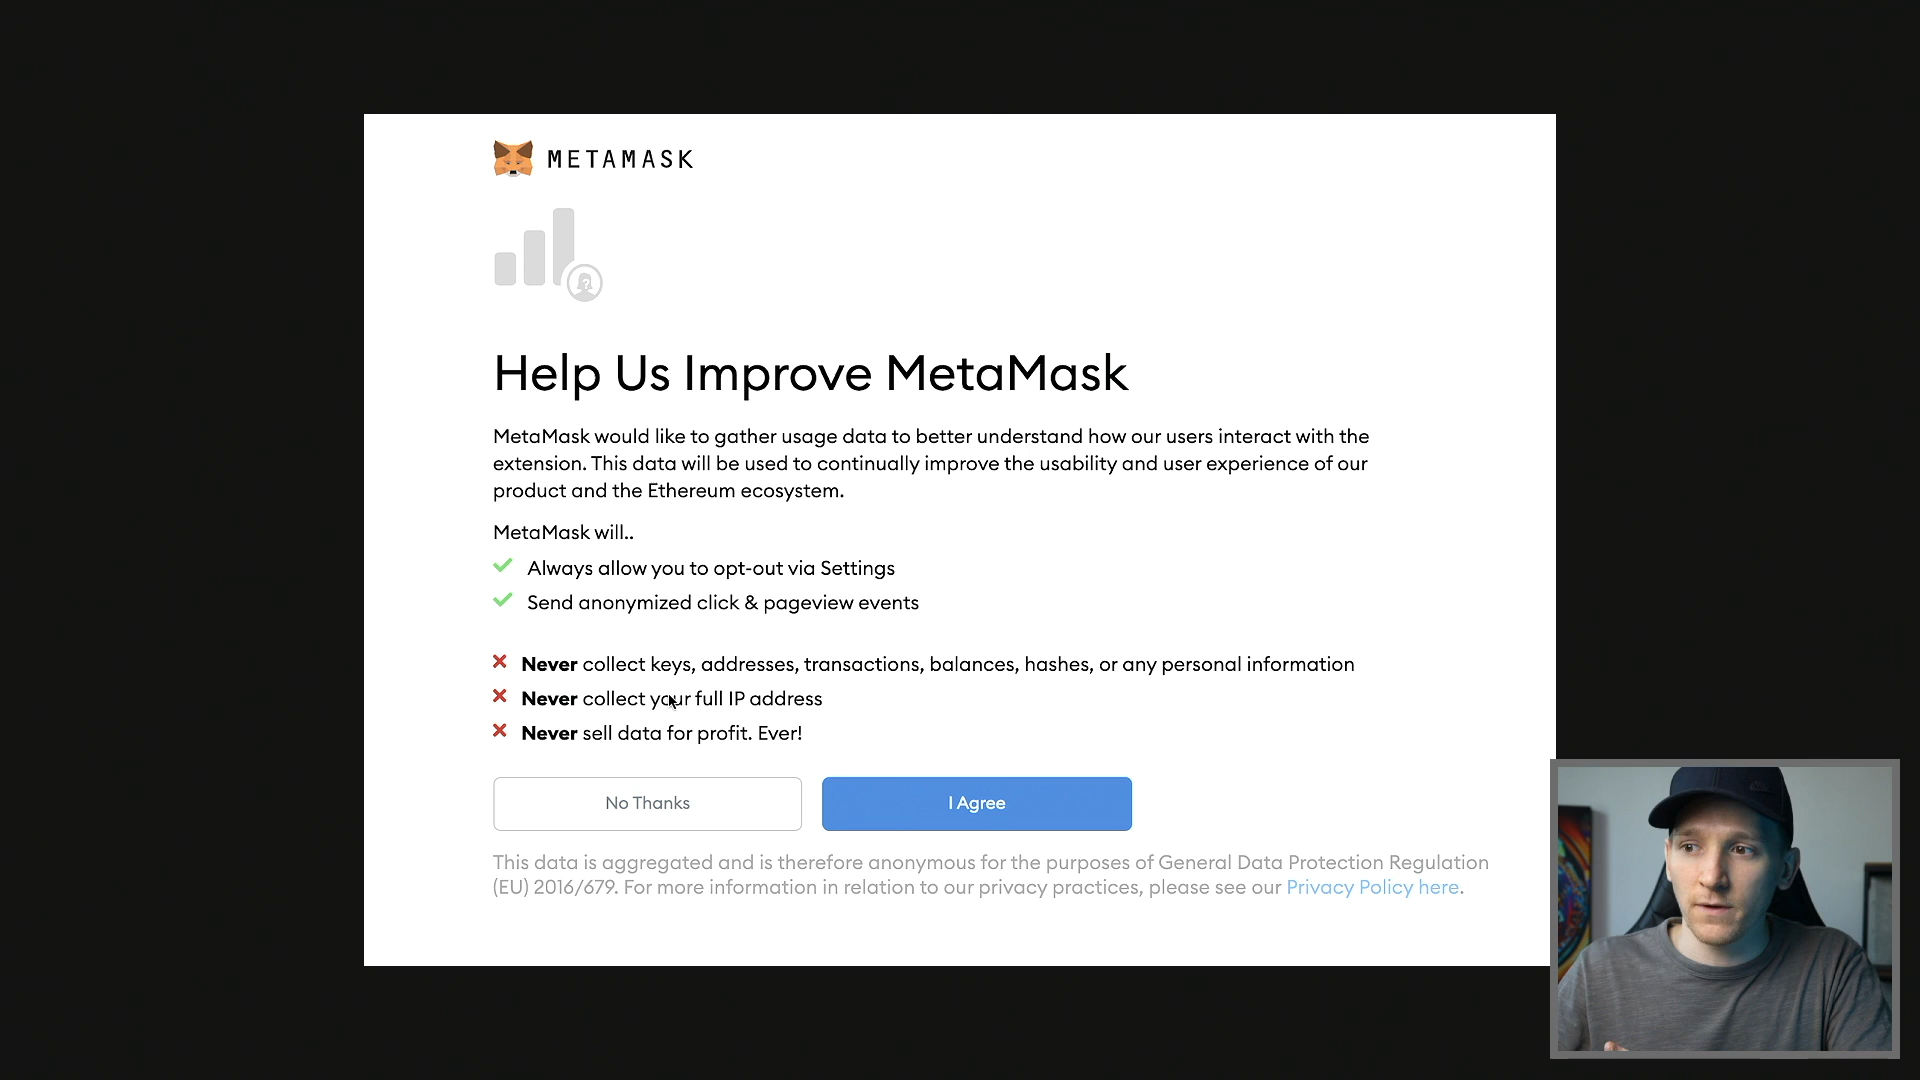 METAMASK
Help Us Improve MetaMask
MetaMask would like to gather usage data to better understand how our users interact with the
extension. This data will be used to continually improve the usability and user experience of our
product and the Ethereum ecosystem.
MetaMask will..
Always allow you to opt-out via Settings
Send anonymized click & pageview events
Never collect keys, addresses, transactions, balances, hashes, or any personal information
Never collect your full IP address
Never sell data for profit. Ever!
No Thanks
I Agree
This data is aggregated and is therefore anonymous for the purposes of General Data Protection Regulation
(EU) 2016/679. For more information in relation to our privacy practices, please see our Privacy Policy here.